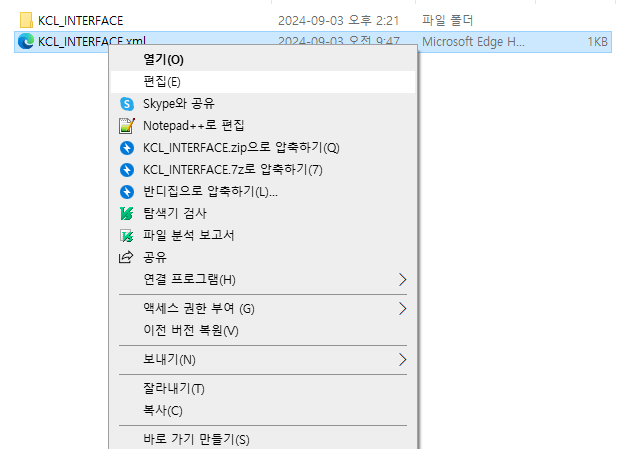 KCL_INTERFACE 2024-09-03 오후 2:21 파일 폴더
KCL_INTERFACE.xml 2024-09-03 오전 9:47 Microsoft Edge H... 1KB
열기(O)
편집(E)
Skype와 공유
Notepad++로 편집
KCL_INTERFACE.zip으로 압축하기(Q)
KCL_INTERFACE.7z로 압축하기(7)
반디집으로 압축하기(L)...
탐색기 검사
파일 분석 보고서
공유
연결 프로그램(H)
액세스 권한 부여 (G)
이전 버전 복원(V)
보내기(N)
잘라내기(T)
복사(C)
바로 가기 만들기(S)